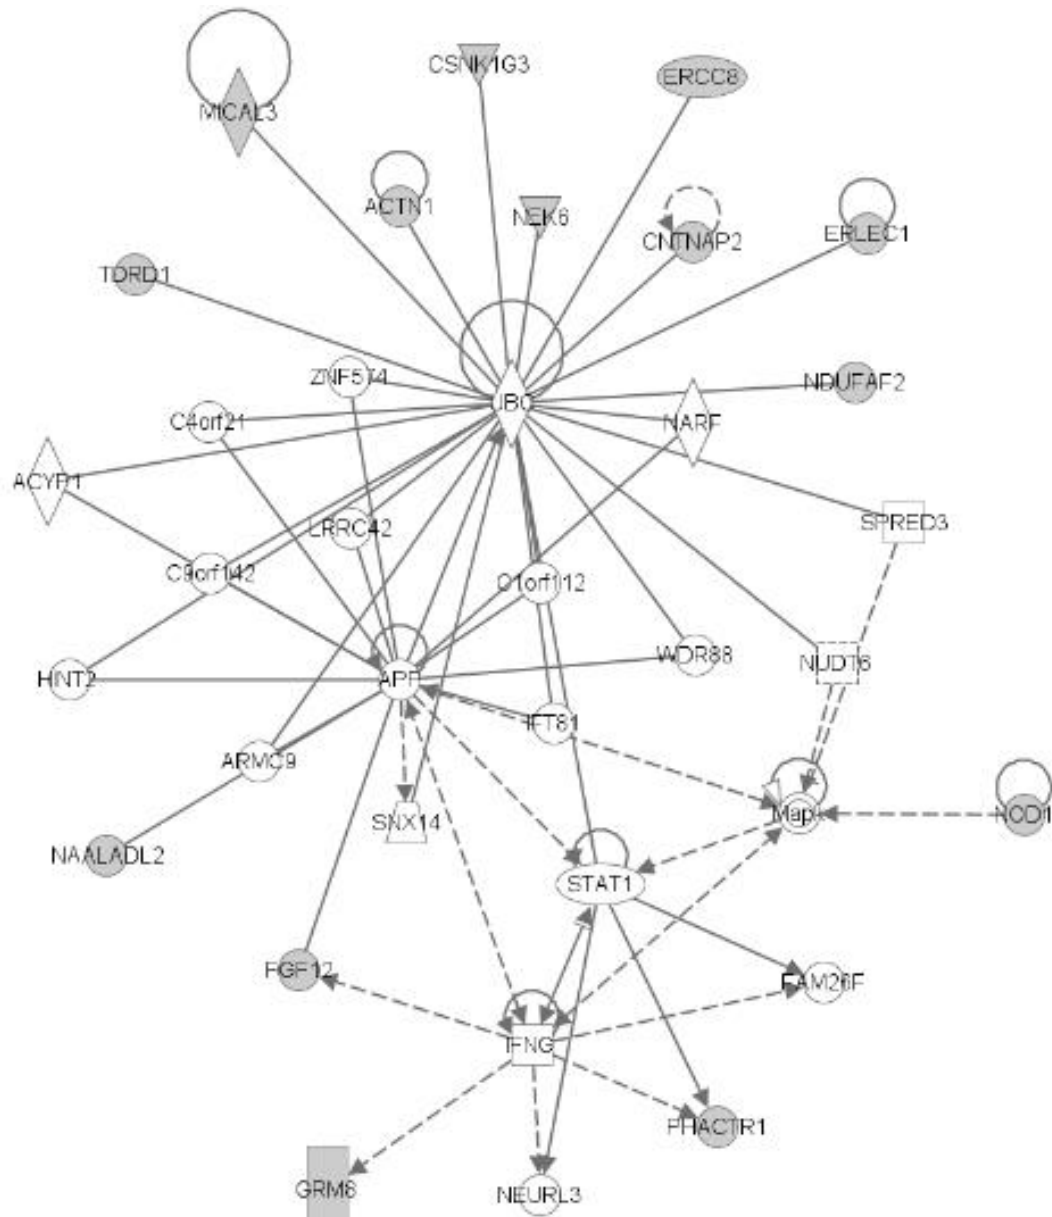 CSNK1G3
ERCC8
MICAL3
ACTN1
NEK6
CNTNAP2
ERLEC1
TDRD1
ZNF574
NDUFAF2
UBC
C4orf21
NARF
ACYP1
LRRC42
SPRED3
C9orf142
C1orf112
HINT2
APP
WDR88
NUDT6
IFT81
ARMC9
SNX14
Mapk
NOD1
NAALADL2
STAT1
FGF12
FAM26F
IFNG
PHACTR1
GRM6
NEURL3